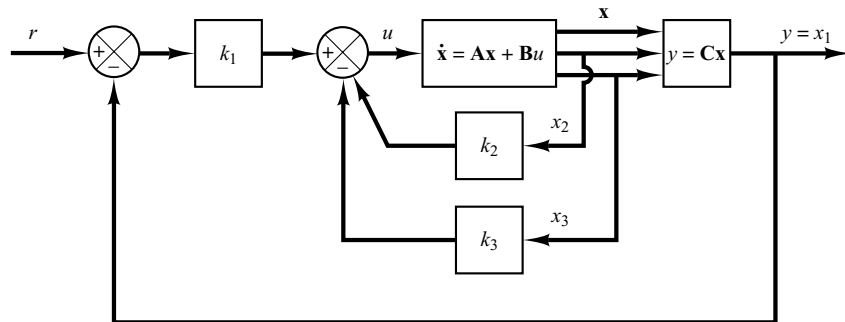 r
+
−
k₁
+
−
u
ẋ = Ax + Bu
x
y = Cx
y = x₁
k₂
x₂
k₃
x₃